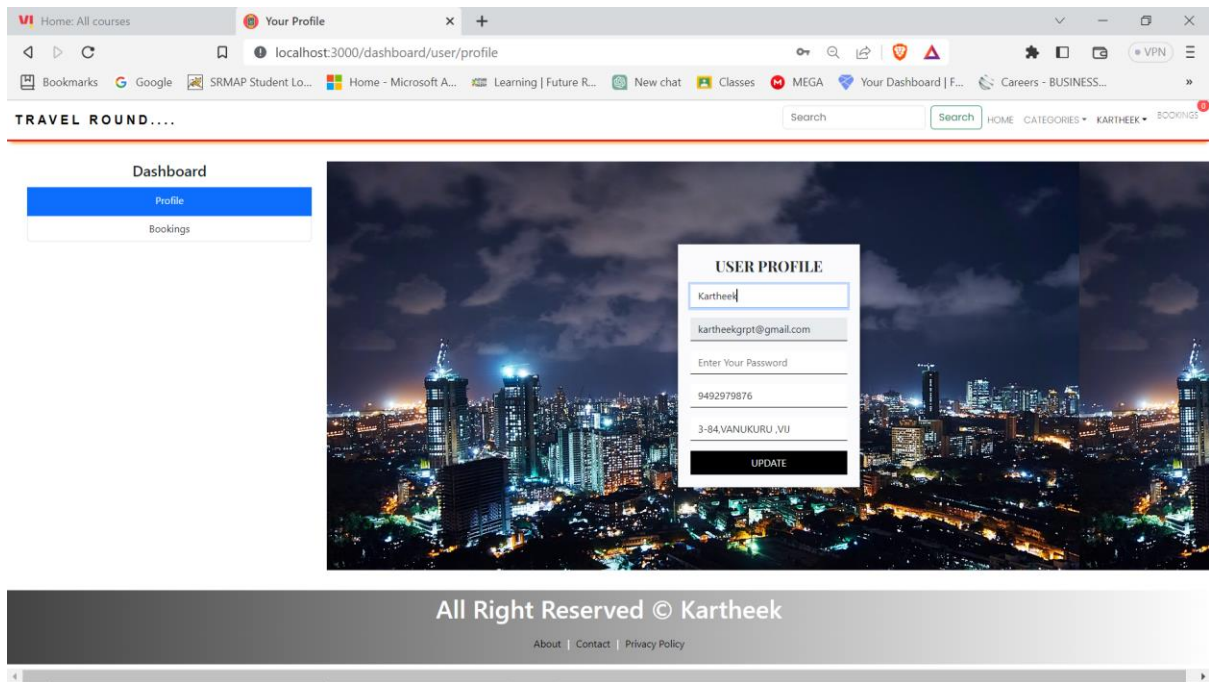 Home: All courses
Your Profile
localhost:3000/dashboard/user/profile
VPN
Bookmarks Google SRMAP Student Lo... Home - Microsoft A... Learning | Future R... New chat Classes MEGA Your Dashboard | F... Careers - BUSINESS... »
TRAVEL ROUND....
Search
Search
HOME CATEGORIES KARTHEEK BOOKINGS 0
Dashboard
Profile
Bookings
USER PROFILE
Kartheek
kartheekgrpt@gmail.com
Enter Your Password
9492979876
3-84,VANUKURU ,VIJ
UPDATE
All Right Reserved © Kartheek
About | Contact | Privacy Policy